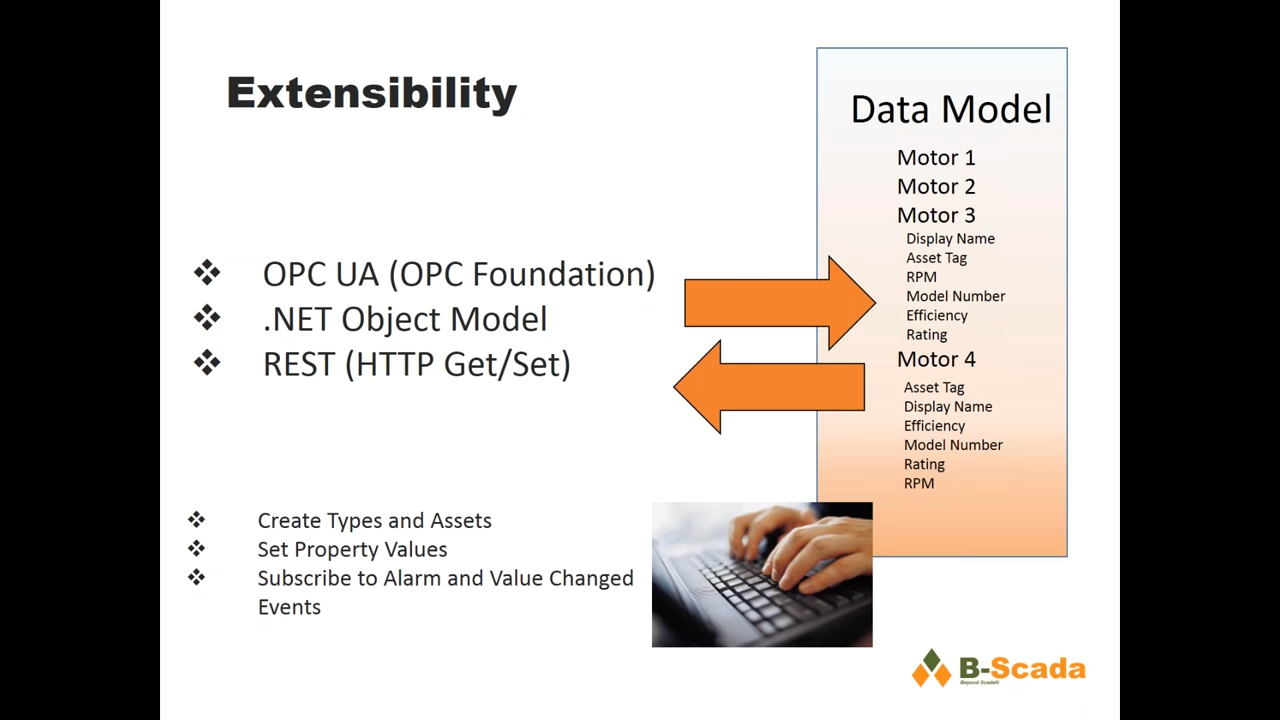 Extensibility
OPC UA (OPC Foundation)
.NET Object Model
REST (HTTP Get/Set)
Create Types and Assets
Set Property Values
Subscribe to Alarm and Value Changed
Events
Data Model
Motor 1
Motor 2
Motor 3
Display Name
Asset Tag
RPM
Model Number
Efficiency
Rating
Motor 4
Asset Tag
Display Name
Efficiency
Model Number
Rating
RPM
B-Scada
Beyond Scada®